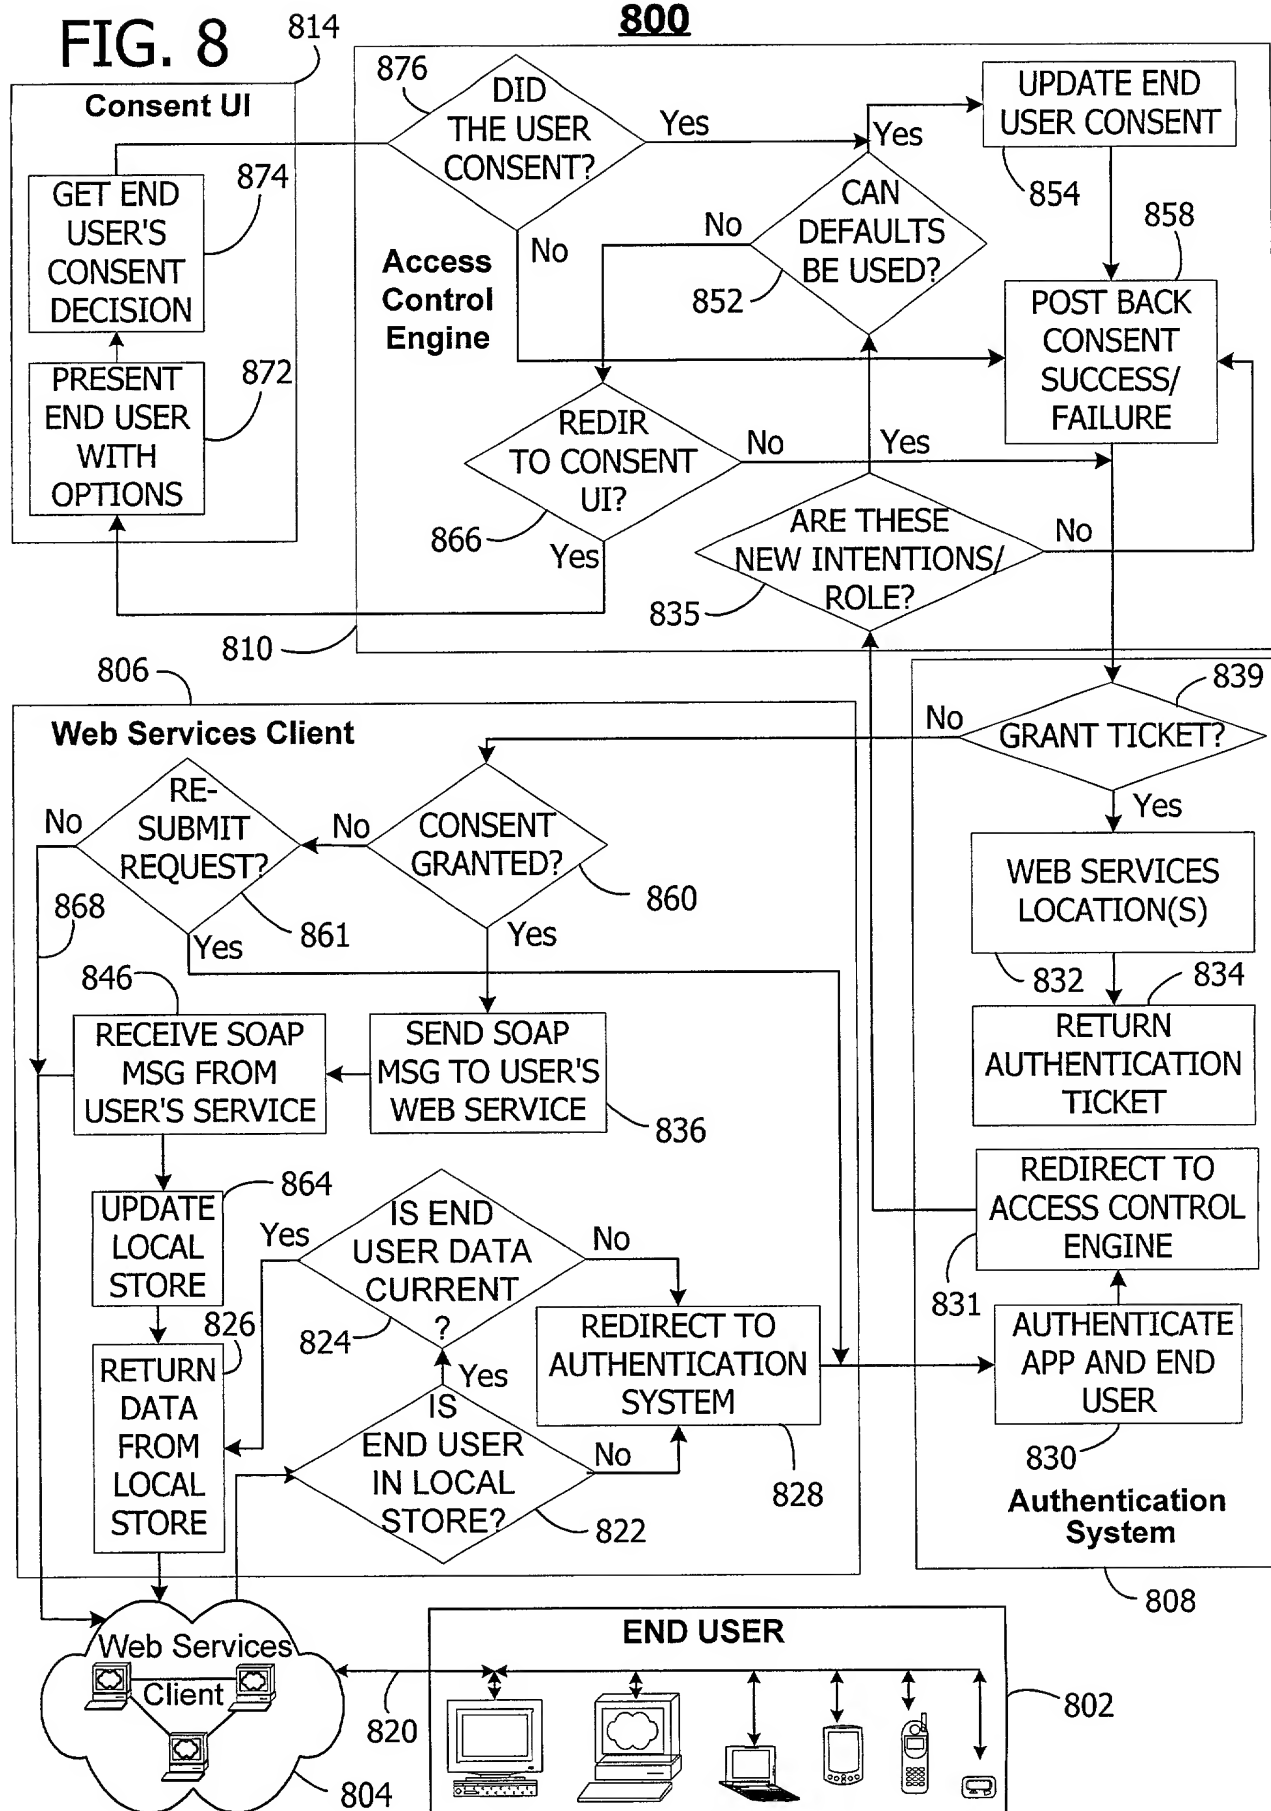 FIG. 8
814
800
Consent UI
876
DID
THE USER
CONSENT?
Yes
Yes
UPDATE END
USER CONSENT
854
GET END
USER'S
CONSENT
DECISION
874
No
No
CAN
DEFAULTS
BE USED?
852
858
Access
Control
Engine
POST BACK
CONSENT
SUCCESS/
FAILURE
PRESENT
END USER
WITH
OPTIONS
872
REDIR
TO CONSENT
UI?
No
Yes
866
Yes
ARE THESE
NEW INTENTIONS/
ROLE?
No
835
810
806
839
Web Services Client
No
GRANT TICKET?
Yes
RE-
SUBMIT
REQUEST?
No
No
CONSENT
GRANTED?
860
868
861
Yes
Yes
WEB SERVICES
LOCATION(S)
832
834
846
RECEIVE SOAP
MSG FROM
USER'S SERVICE
SEND SOAP
MSG TO USER'S
WEB SERVICE
836
RETURN
AUTHENTICATION
TICKET
864
UPDATE
LOCAL
STORE
Yes
IS END
USER DATA
CURRENT
?
No
824
REDIRECT TO
ACCESS CONTROL
ENGINE
831
826
RETURN
DATA
FROM
LOCAL
STORE
Yes
IS
END USER
IN LOCAL
STORE?
No
822
REDIRECT TO
AUTHENTICATION
SYSTEM
828
AUTHENTICATE
APP AND END
USER
830
Authentication
System
808
Web Services
Client
804
820
END USER
802